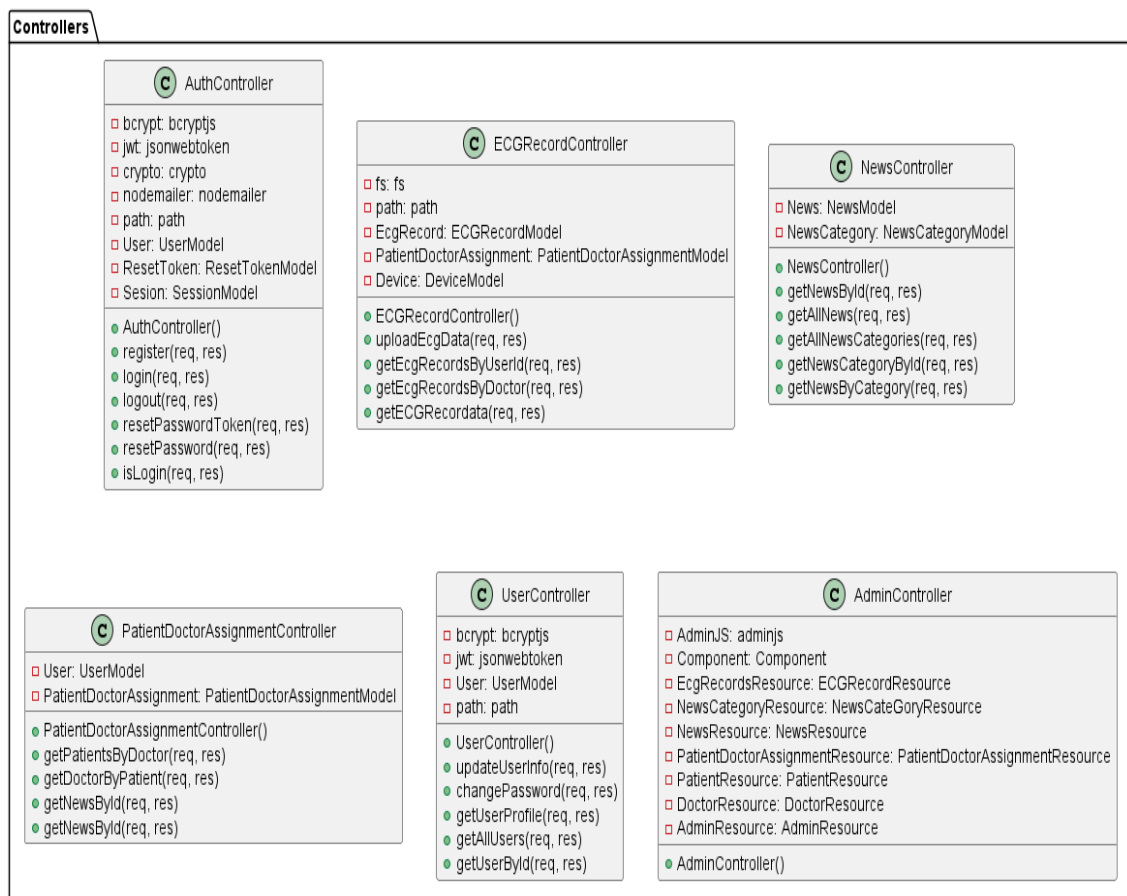 Controllers
C AuthController
bcrypt: bcryptjs
jwt: jsonwebtoken
crypto: crypto
nodemailer: nodemailer
path: path
User: UserModel
ResetToken: ResetTokenModel
Sesion: SessionModel
AuthController()
register(req, res)
login(req, res)
logout(req, res)
resetPasswordToken(req, res)
resetPassword(req, res)
isLogin(req, res)
C ECGRecordController
fs: fs
path: path
EcgRecord: ECGRecordModel
PatientDoctorAssignment: PatientDoctorAssignmentModel
Device: DeviceModel
ECGRecordController()
uploadEcgData(req, res)
getEcgRecordsByUserId(req, res)
getEcgRecordsByDoctor(req, res)
getECGRecordata(req, res)
C NewsController
News: NewsModel
NewsCategory: NewsCategoryModel
NewsController()
getNewsById(req, res)
getAllNews(req, res)
getAllNewsCategories(req, res)
getNewsCategoryById(req, res)
getNewsByCategory(req, res)
C PatientDoctorAssignmentController
User: UserModel
PatientDoctorAssignment: PatientDoctorAssignmentModel
PatientDoctorAssignmentController()
getPatientsByDoctor(req, res)
getDoctorByPatient(req, res)
getNewsById(req, res)
getNewsById(req, res)
C UserController
bcrypt: bcryptjs
jwt: jsonwebtoken
User: UserModel
path: path
UserController()
updateUserInfo(req, res)
changePassword(req, res)
getUserProfile(req, res)
getAllUsers(req, res)
getUserById(req, res)
C AdminController
AdminJS: adminjs
Component: Component
EcgRecordsResource: ECGRecordResource
NewsCategoryResource: NewsCateGoryResource
NewsResource: NewsResource
PatientDoctorAssignmentResource: PatientDoctorAssignmentResource
PatientResource: PatientResource
DoctorResource: DoctorResource
AdminResource: AdminResource
AdminController()